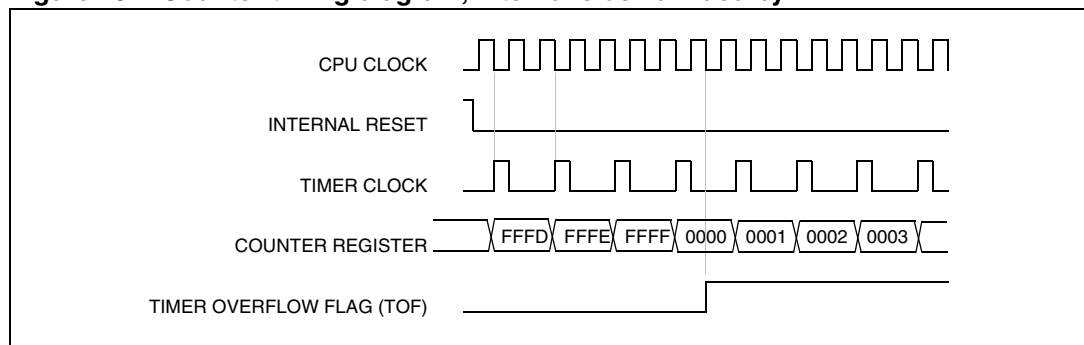 CPU CLOCK
INTERNAL RESET
TIMER CLOCK
COUNTER REGISTER FFFD FFFE FFFF 0000 0001 0002 0003
TIMER OVERFLOW FLAG (TOF)